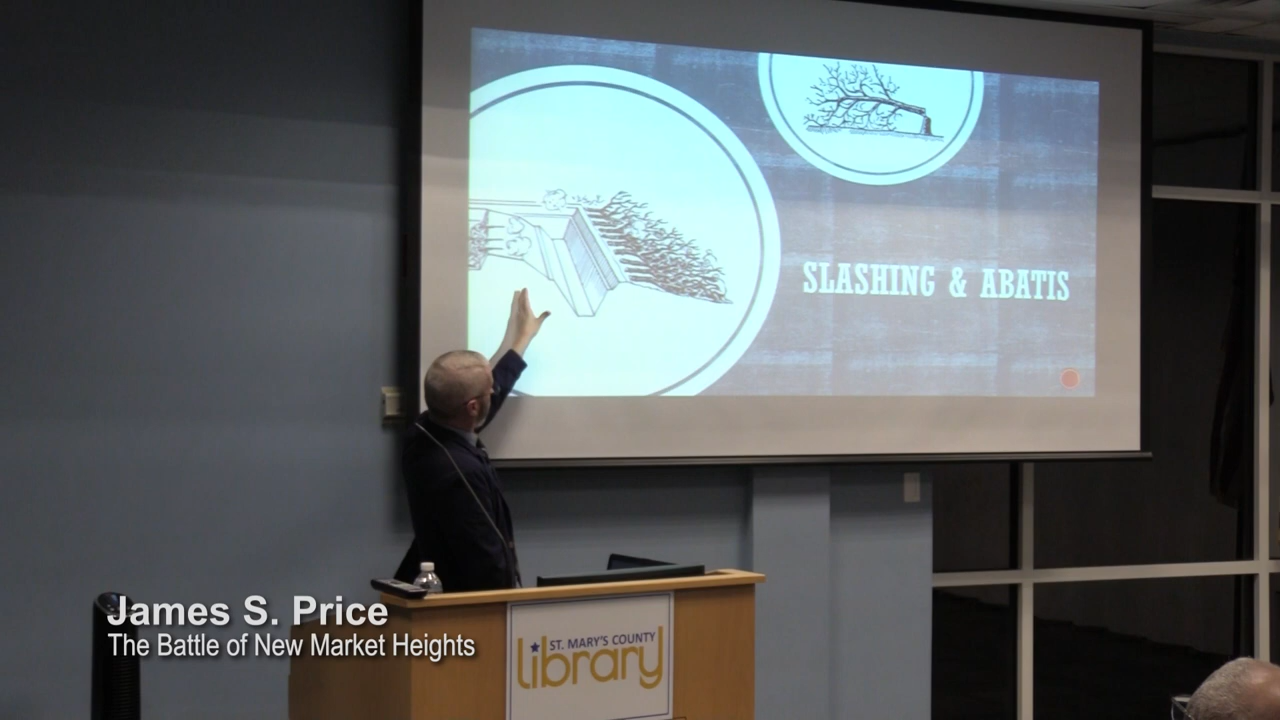 SLASHING & ABATIS
James S. Price
The Battle of New Market Heights
ST. MARY'S COUNTY
library